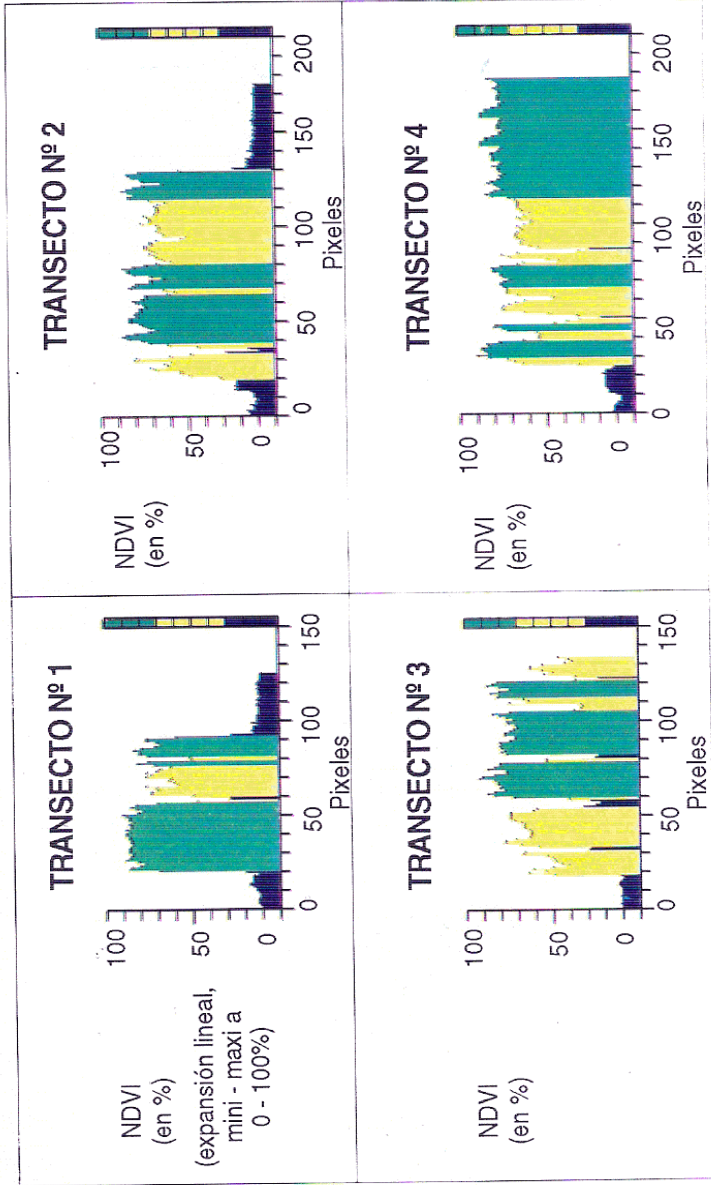 TRANSECTO Nº 1
NDVI
(en %)
(expansión lineal,
mini - maxi a
0 - 100%)
100
50
0
0
50
100
150
Pixeles
TRANSECTO Nº 2
NDVI
(en %)
100
50
0
0
50
100
150
200
Pixeles
TRANSECTO Nº 3
NDVI
(en %)
100
50
0
0
50
100
150
Pixeles
TRANSECTO Nº 4
NDVI
(en %)
100
50
0
0
50
100
150
200
Pixeles